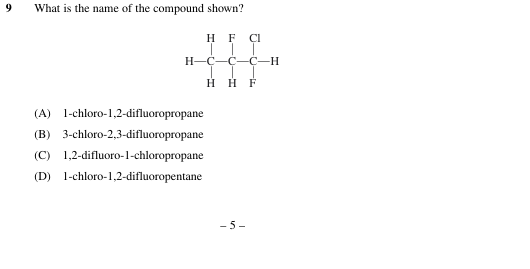 9 What is the name of the compound shown?
H F Cl
H—C—C—C—H
H H F
(A) 1-chloro-1,2-difluoropropane
(B) 3-chloro-2,3-difluoropropane
(C) 1,2-difluoro-1-chloropropane
(D) 1-chloro-1,2-difluoropentane
– 5 –